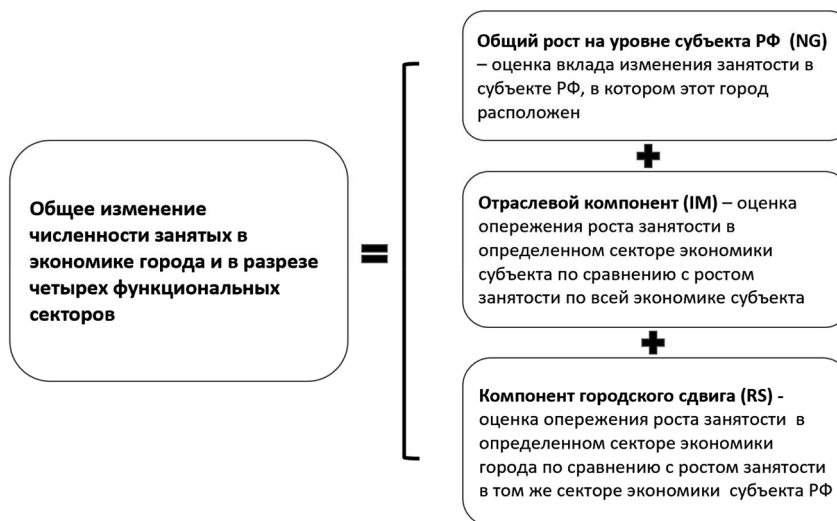 Общее изменение
численности занятых в
экономике города и в разрезе
четырех функциональных
секторов
=
Общий рост на уровне субъекта РФ (NG)
– оценка вклада изменения занятости в
субъекте РФ, в котором этот город
расположен
+
Отраслевой компонент (IM) – оценка
опережения роста занятости в
определенном секторе экономики
субъекта по сравнению с ростом
занятости по всей экономике субъекта
+
Компонент городского сдвига (RS) -
оценка опережения роста занятости в
определенном секторе экономики
города по сравнению с ростом занятости
в том же секторе экономики субъекта РФ